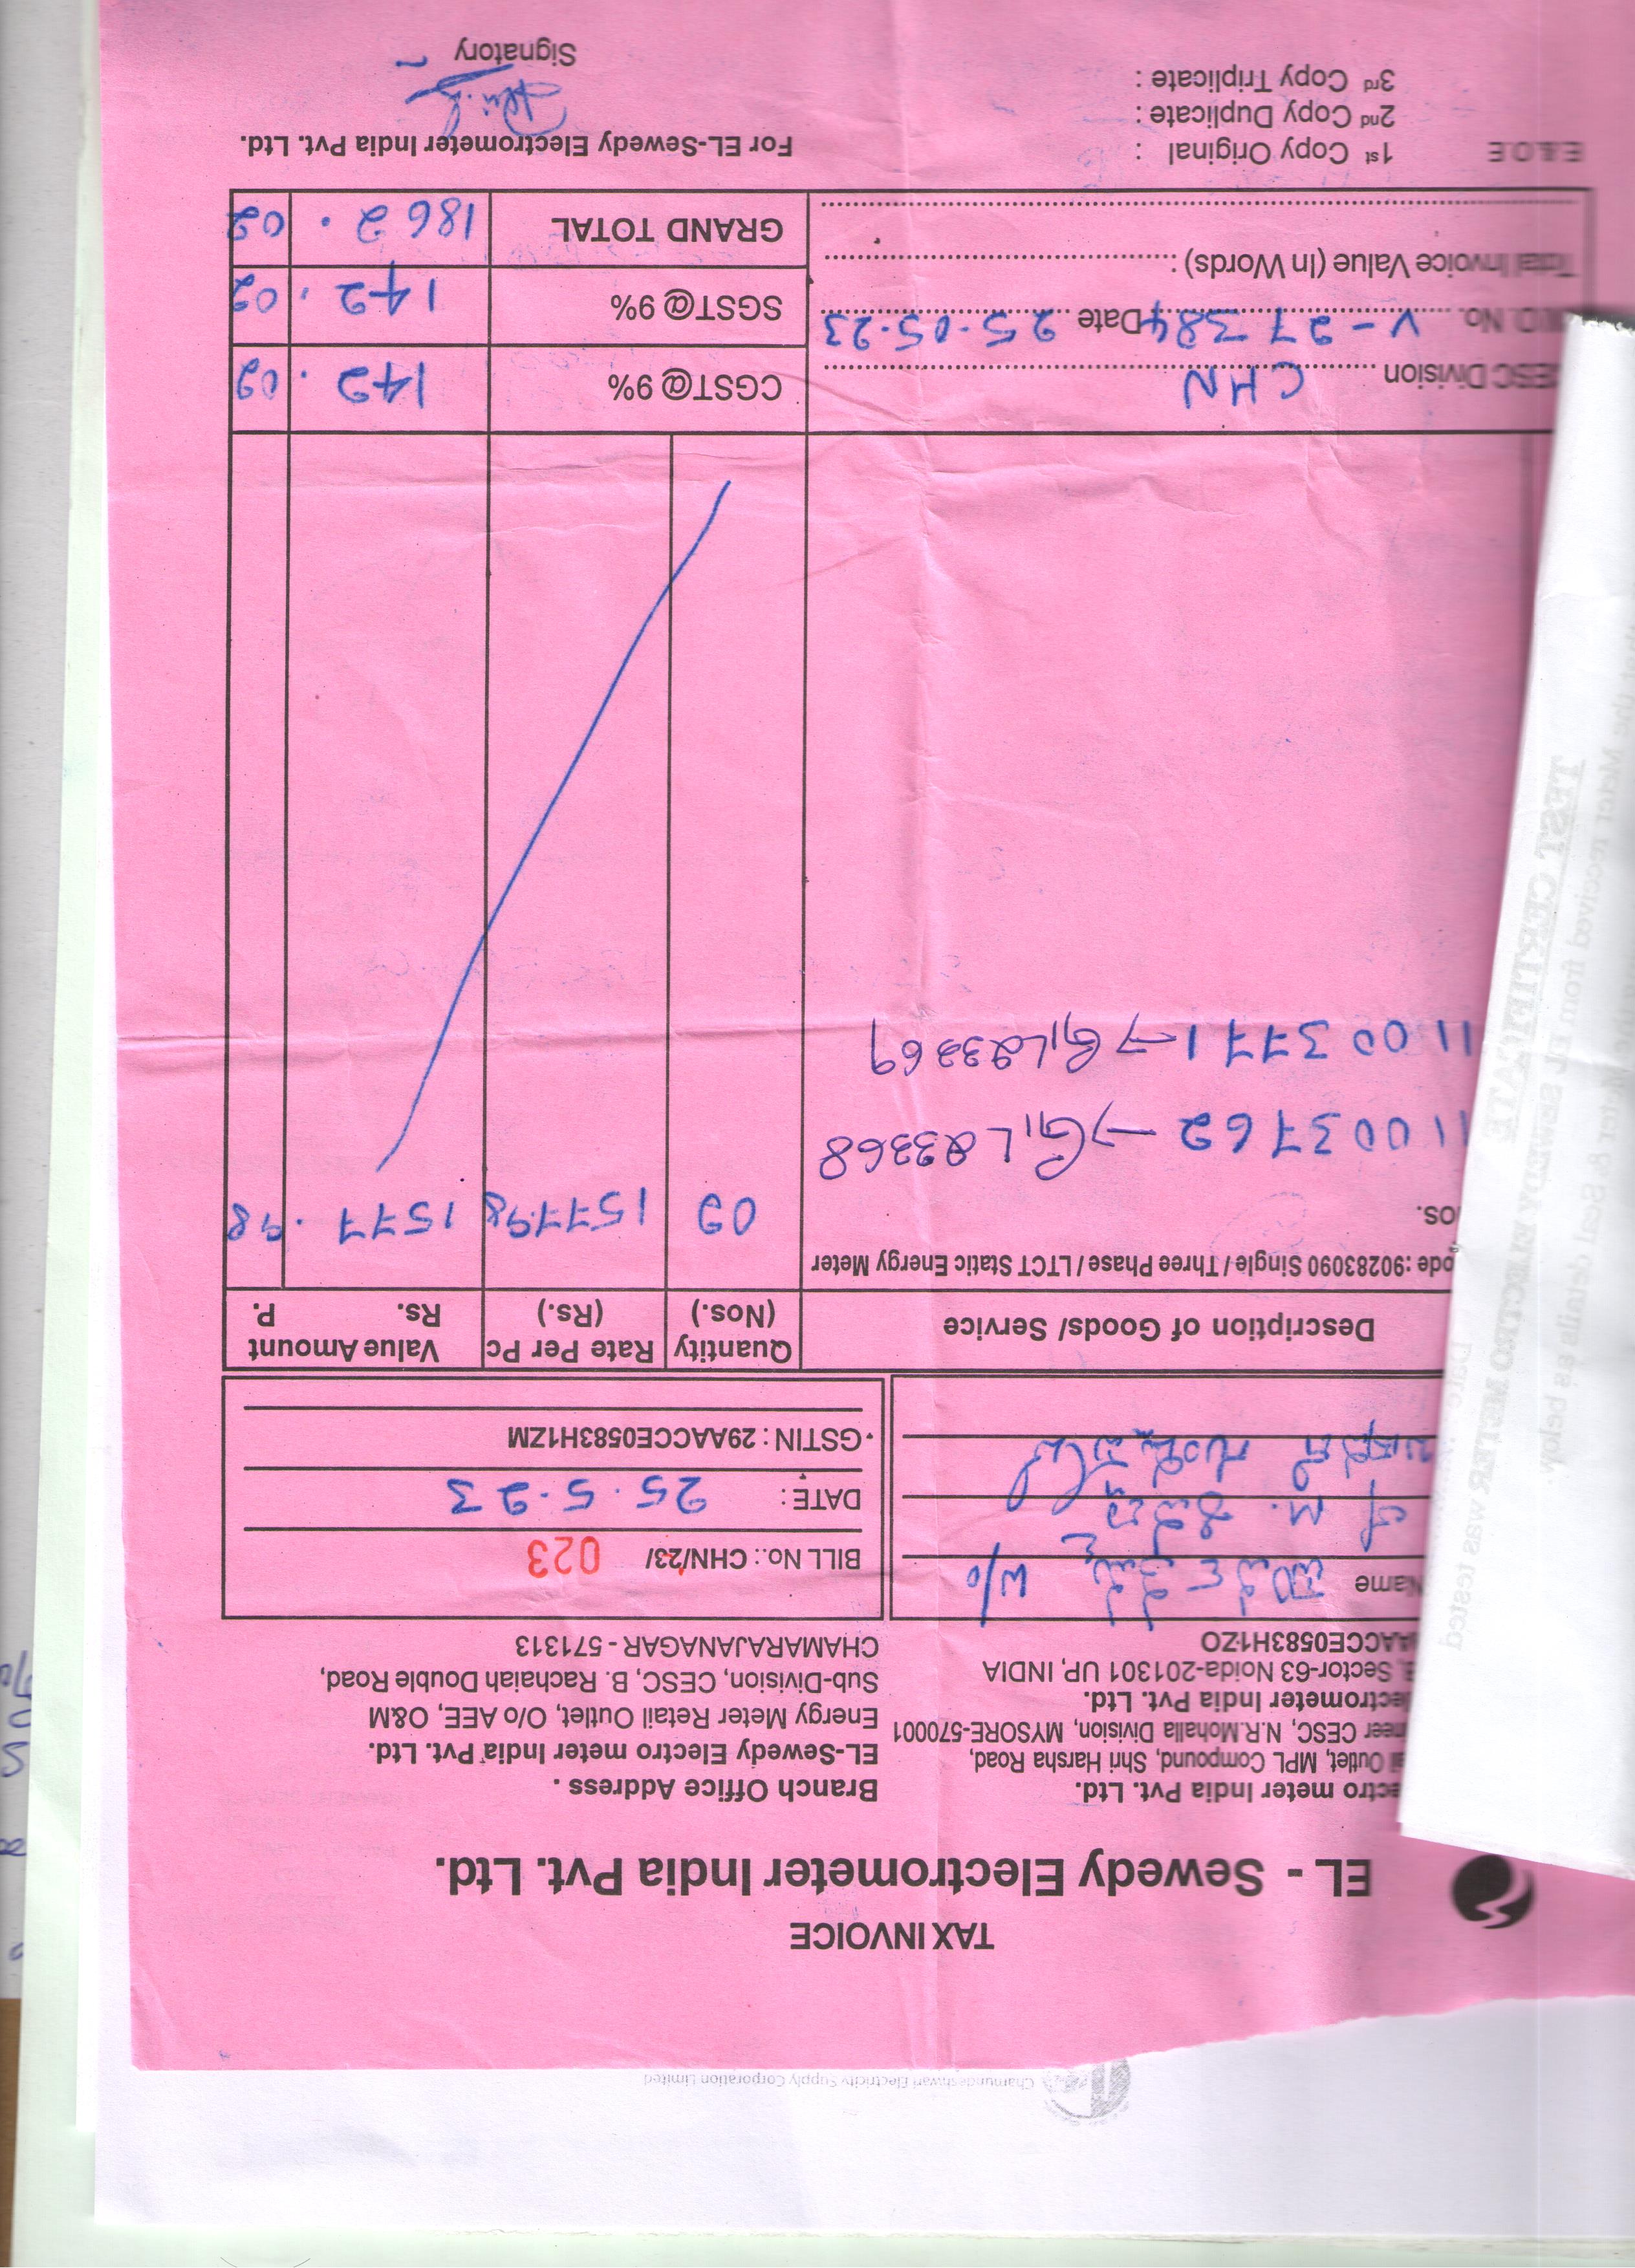 TAX INVOICE
EL - Sewedy Electrometer India Pvt. Ltd.
ectro meter India Pvt. Ltd.
il Outlet, MPL Compound, Shri Harsha Road,
neer CESC, N.R.Mohalla Division, MYSORE-570001
lectrometer India Pvt. Ltd.
Sector-63 Noida-201301 UP, INDIA
AACCE0583H1ZO
Branch Office Address .
EL-Sewedy Electro meter India Pvt. Ltd.
Energy Meter Retail Outlet, O/o AEE, O&M
Sub-Division, CESC, B. Rachaiah Double Road,
CHAMARAJANAGAR - 571313
Name W/o
BILL No.: CHN/23/ 023
DATE: 25.5.23
GSTIN : 29AACCE0583H1ZM
Description of Goods/ Service Quantity (Nos.) Rate Per Pc (Rs.) Value Amount Rs. P.
ode : 90283090 Single / Three Phase / LTCT Static Energy Meter
os. 02 1577.98 1577.98
11003762 → GL23368
11003771 → GL23369
CESC Division CHN CGST@ 9% 142.02
No. V-27384 Date 25.05.23 SGST@ 9% 142.02
Total Invoice Value (In Words) : GRAND TOTAL 1862.02
E.&.O.E
1st Copy Original :
2nd Copy Duplicate :
3rd Copy Triplicate :
For EL-Sewedy Electrometer India Pvt. Ltd.
Signatory
Chamundeshwari Electricity Supply Corporation Limited
TEST CERTIFICATE